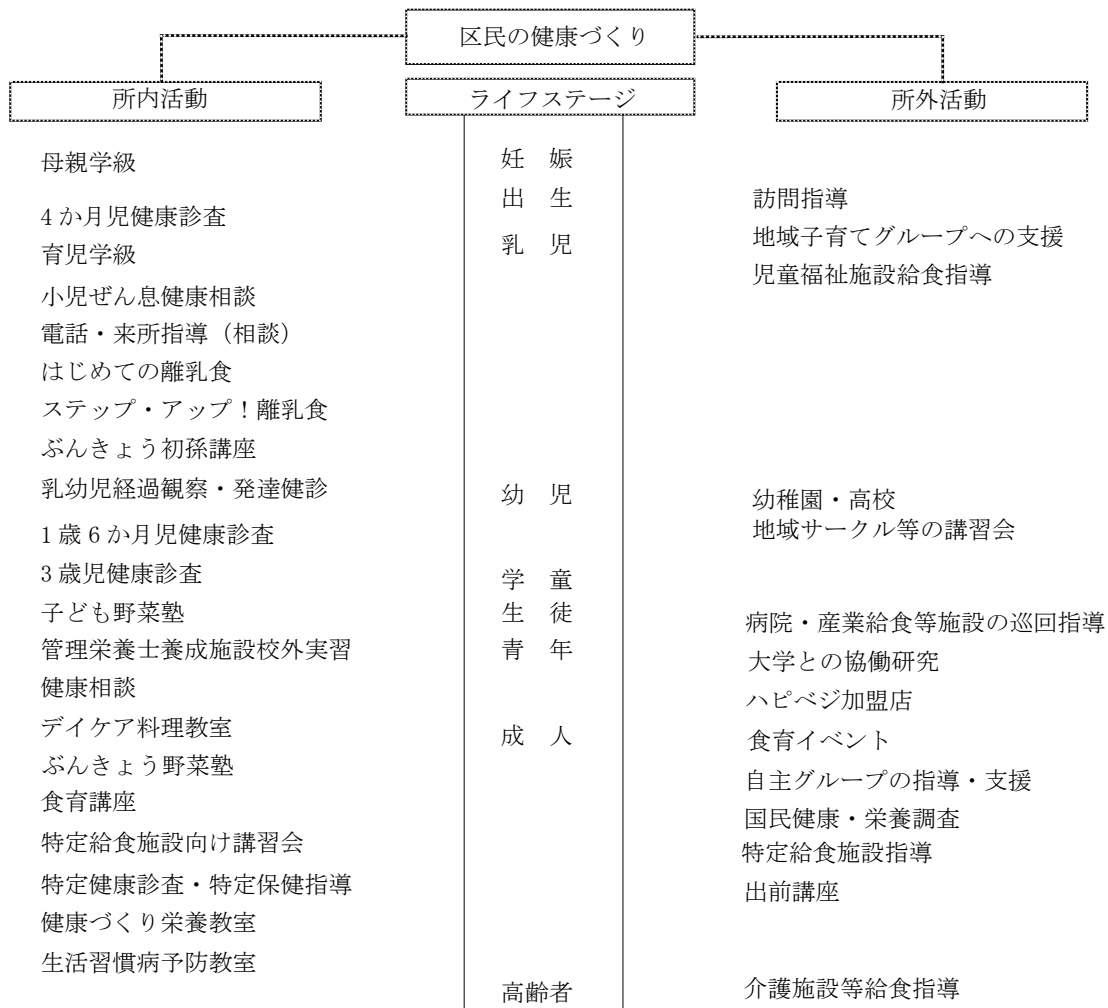 区民の健康づくり
所内活動
ライフステージ
所外活動
母親学級
4か月児健康診査
育児学級
小児ぜん息健康相談
電話・来所指導（相談）
はじめての離乳食
ステップ・アップ！離乳食
ぶんきょう初孫講座
乳幼児経過観察・発達健診
1歳6か月児健康診査
3歳児健康診査
子ども野菜塾
管理栄養士養成施設校外実習
健康相談
デイケア料理教室
ぶんきょう野菜塾
食育講座
特定給食施設向け講習会
特定健康診査・特定保健指導
健康づくり栄養教室
生活習慣病予防教室
妊　娠
出　生
乳　児
幼　児
学　童
生　徒
青　年
成　人
高齢者
訪問指導
地域子育てグループへの支援
児童福祉施設給食指導
幼稚園・高校
地域サークル等の講習会
病院・産業給食等施設の巡回指導
大学との協働研究
ハピベジ加盟店
食育イベント
自主グループの指導・支援
国民健康・栄養調査
特定給食施設指導
出前講座
介護施設等給食指導